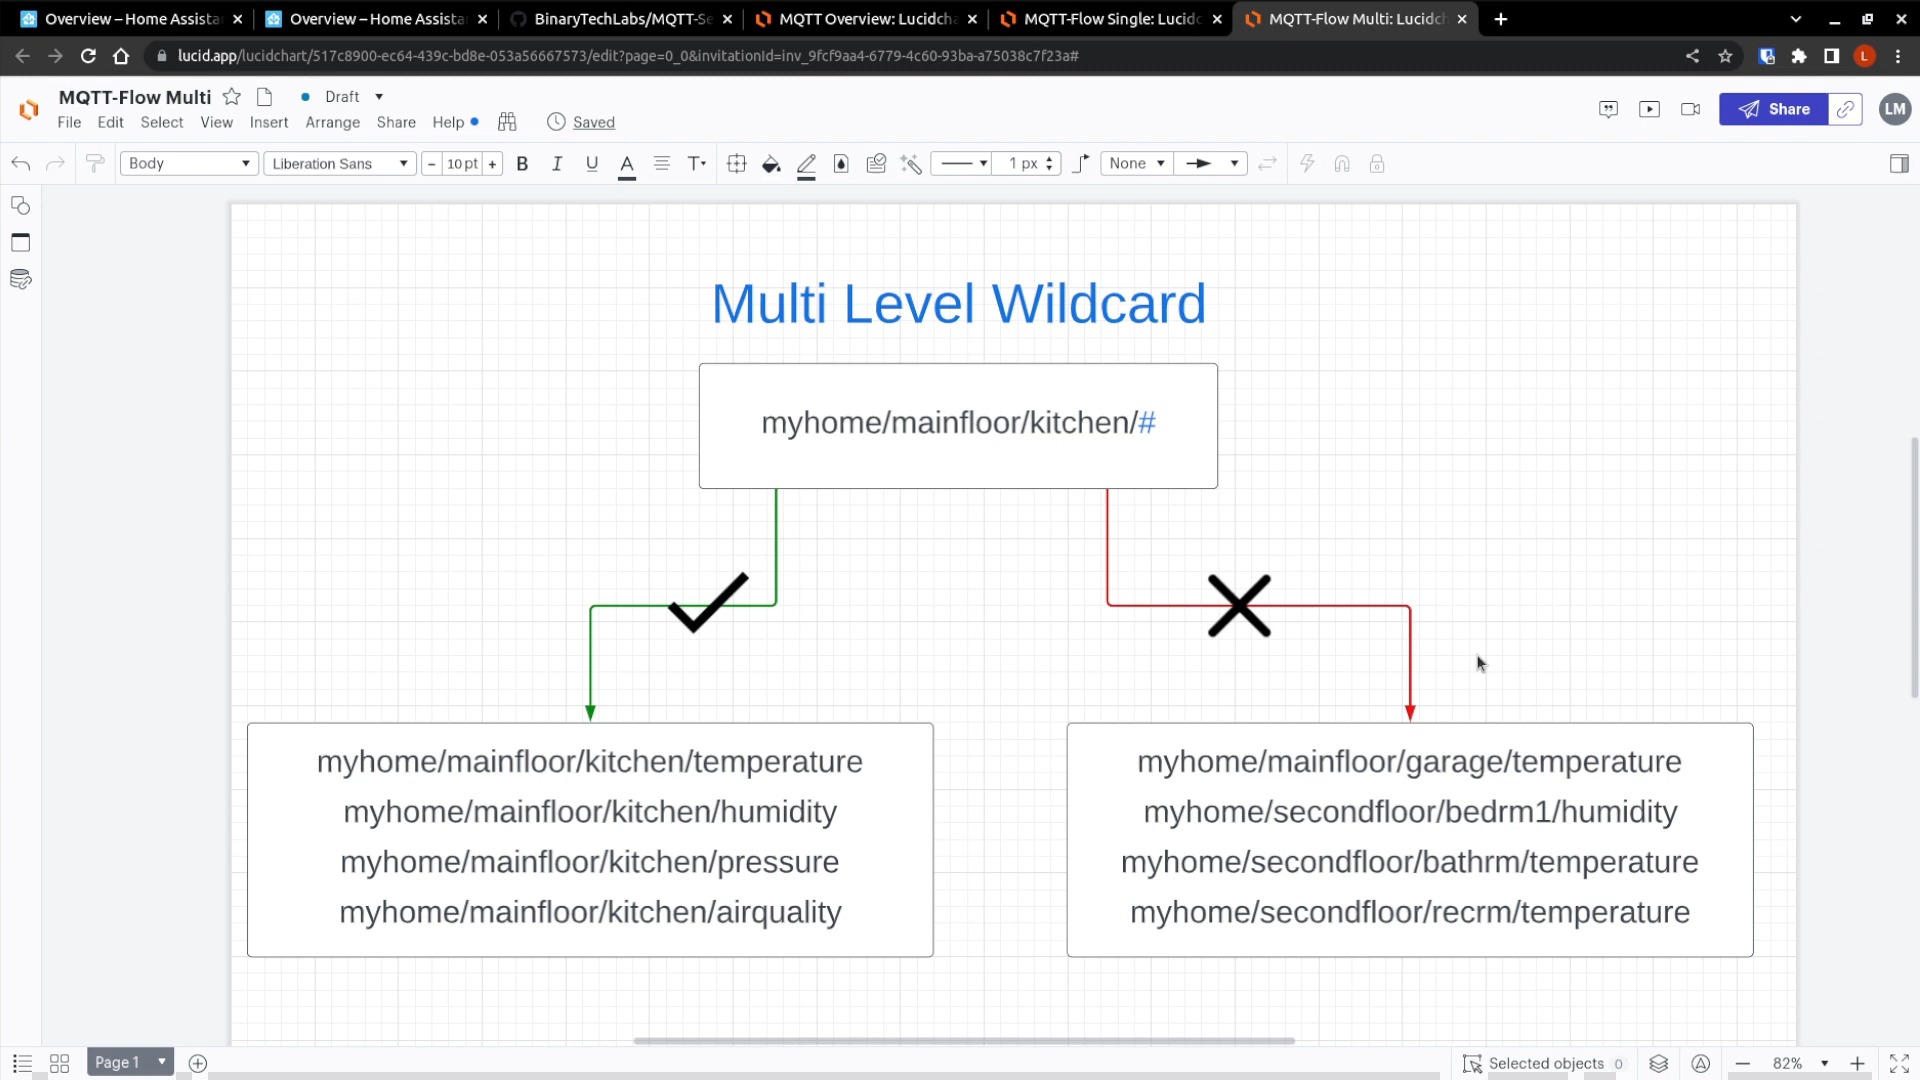 Overview – Home Assista
Overview – Home Assista
BinaryTechLabs/MQTT-Se
MQTT Overview: Lucidcha
MQTT-Flow Single: Lucidc
MQTT-Flow Multi: Lucidch
lucid.app/lucidchart/517c8900-ec64-439c-bd8e-053a56667573/edit?page=0_0&invitationId=inv_9fcf9aa4-6779-4c60-93ba-a75038c7f23a#
L
MQTT-Flow Multi
Draft
File Edit Select View Insert Arrange Share Help
Saved
Share
LM
Body
Liberation Sans
- 10 pt +
B I U A T
1 px
None
Multi Level Wildcard
myhome/mainfloor/kitchen/#
myhome/mainfloor/kitchen/temperature
myhome/mainfloor/kitchen/humidity
myhome/mainfloor/kitchen/pressure
myhome/mainfloor/kitchen/airquality
myhome/mainfloor/garage/temperature
myhome/secondfloor/bedrm1/humidity
myhome/secondfloor/bathrm/temperature
myhome/secondfloor/recrm/temperature
Page 1
Selected objects 0
82%